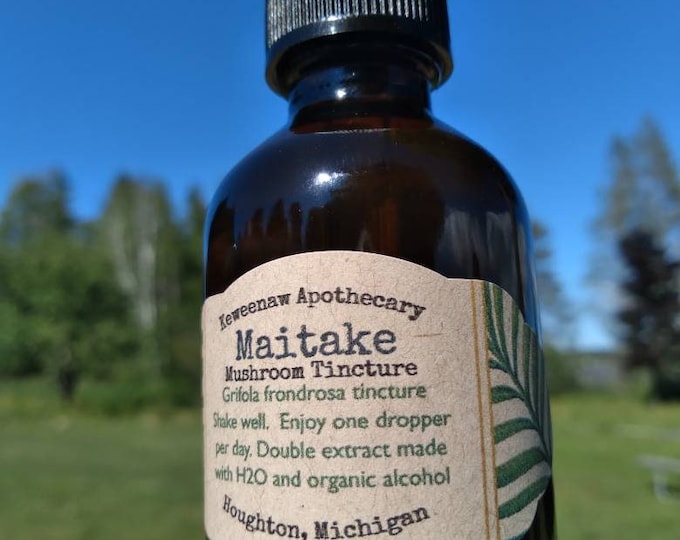 Keweenaw Apothecary
Maitake
Mushroom Tincture
Grifola frondrosa tincture
Shake well. Enjoy one dropper
per day. Double extract made
with H2O and organic alcohol
Houghton, Michigan